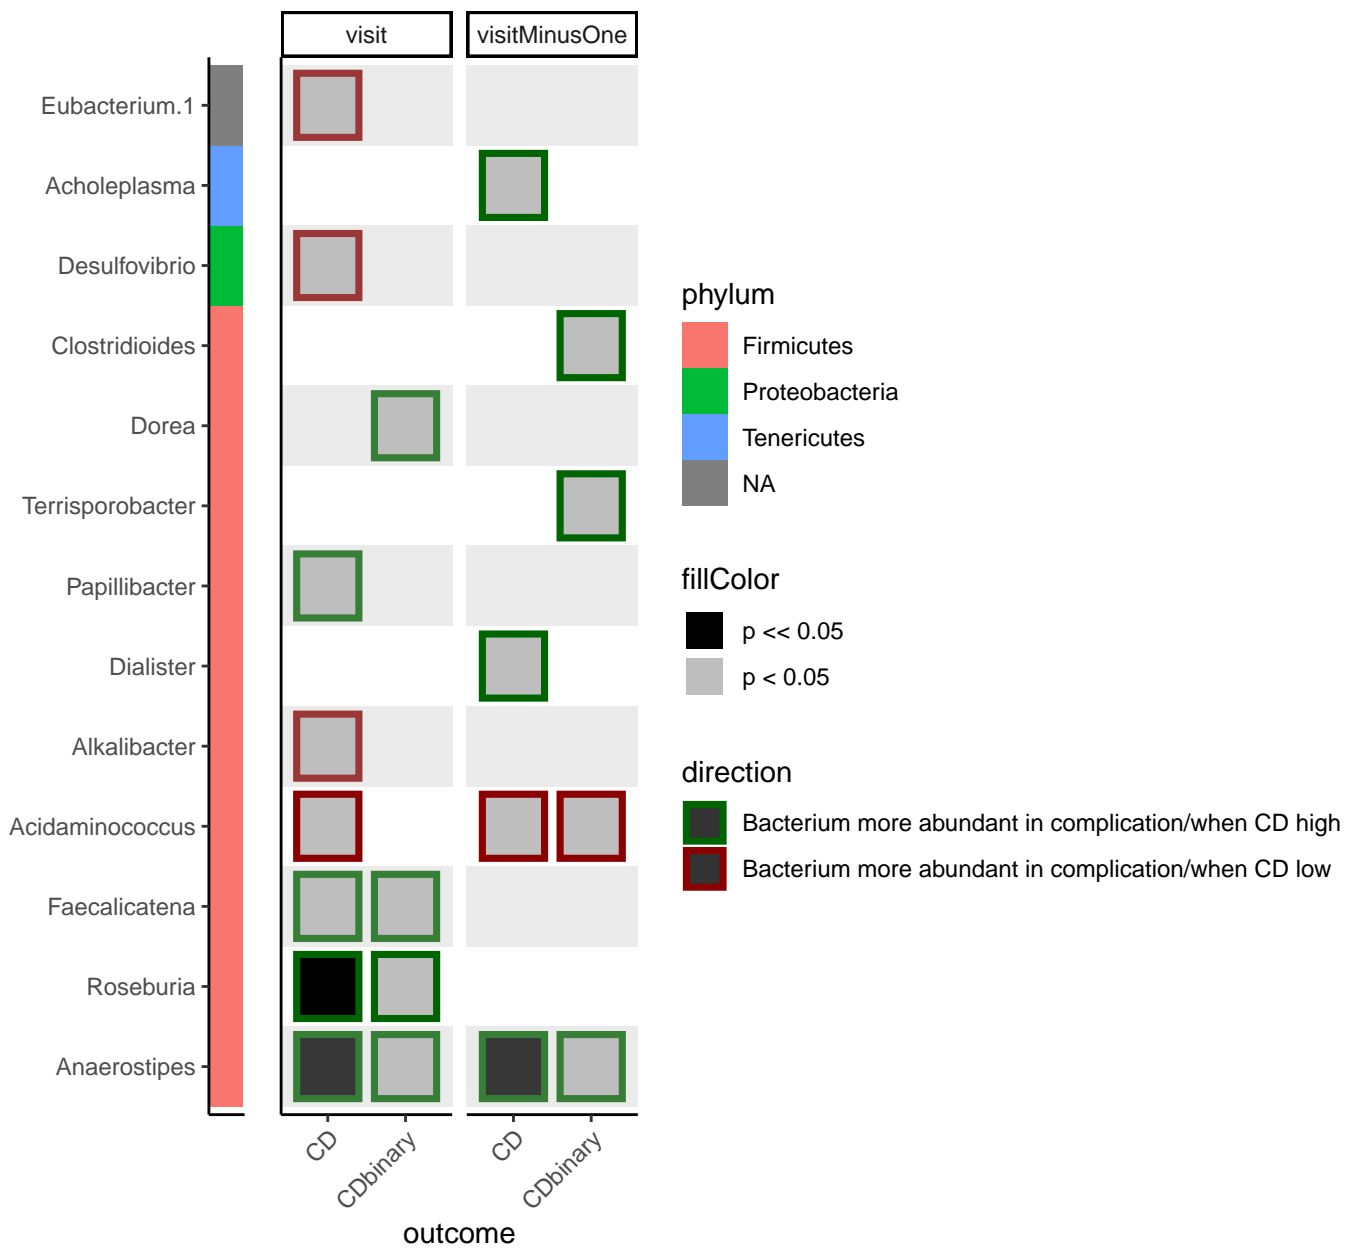 visit
visitMinusOne
Eubacterium.1
Acholeplasma
Desulfovibrio
Clostridioides
Dorea
Terrisporobacter
Papillibacter
Dialister
Alkalibacter
Acidaminococcus
Faecalicatena
Roseburia
Anaerostipes
CD
CDbinary
CD
CDbinary
outcome
phylum
Firmicutes
Proteobacteria
Tenericutes
NA
fillColor
p << 0.05
p < 0.05
direction
Bacterium more abundant in complication/when CD high
Bacterium more abundant in complication/when CD low